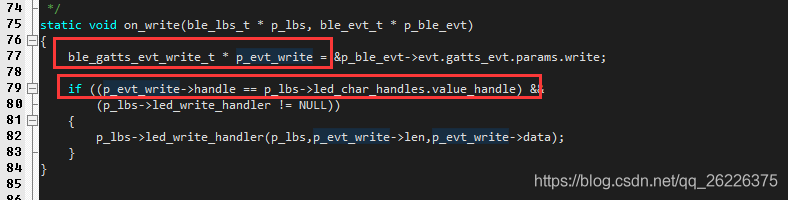 74 */
75 static void on_write(ble_lbs_t * p_lbs, ble_evt_t * p_ble_evt)
76 {
77 ble_gatts_evt_write_t * p_evt_write = &p_ble_evt->evt.gatts_evt.params.write;
78
79 if ((p_evt_write->handle == p_lbs->led_char_handles.value_handle) &&
80 (p_lbs->led_write_handler != NULL))
81 {
82 p_lbs->led_write_handler(p_lbs,p_evt_write->len,p_evt_write->data);
83 }
84 }
85
86
https://blog.csdn.net/qq_26226375